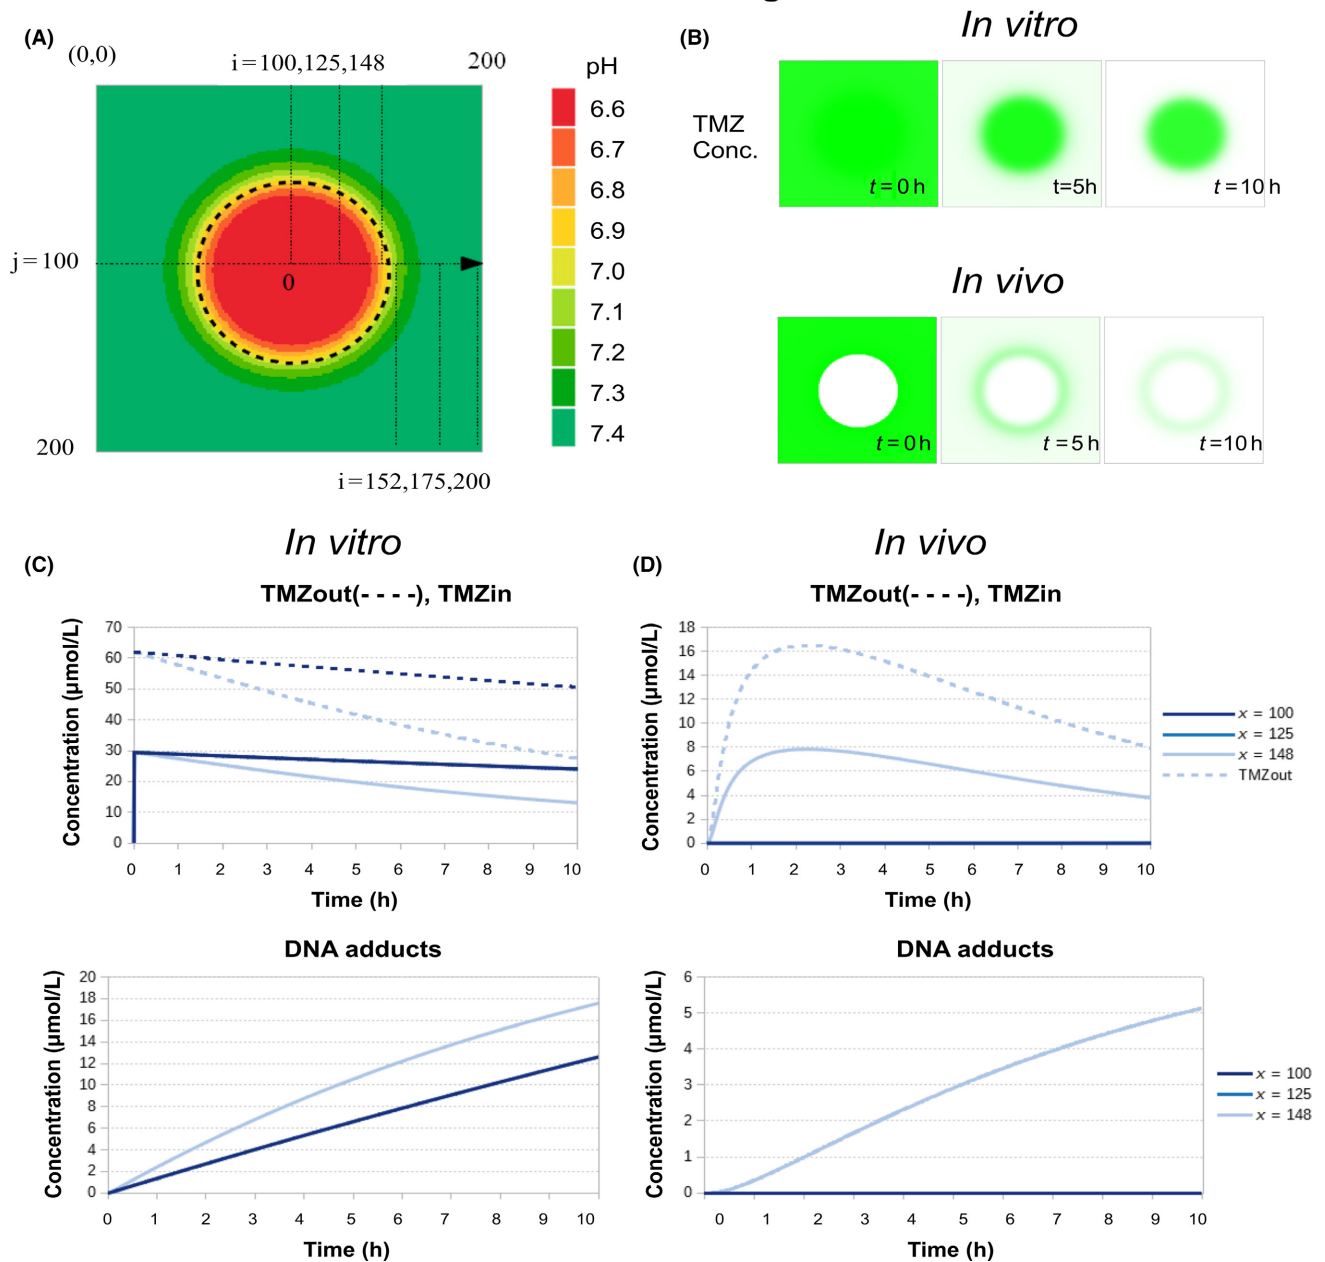 g
(A)
(0,0)
i=100,125,148
200
j=100
0
200
i=152,175,200
pH
6.6
6.7
6.8
6.9
7.0
7.1
7.2
7.3
7.4
(B)
In vitro
TMZ
Conc.
t = 0 h
t=5h
t = 10 h
In vivo
t = 0 h
t = 5 h
t=10 h
In vitro
(C)
TMZout(- - - -), TMZin
Concentration (µmol/L)
70
60
50
40
30
20
10
0
0 1 2 3 4 5 6 7 8 9 10
Time (h)
DNA adducts
Concentration (µmol/L)
20
18
16
14
12
10
8
6
4
2
0
0 1 2 3 4 5 6 7 8 9 10
Time (h)
In vivo
(D)
TMZout(- - - -), TMZin
Concentration (µmol/L)
18
16
14
12
10
8
6
4
2
0
0 1 2 3 4 5 6 7 8 9 10
Time (h)
x = 100
x = 125
x = 148
TMZout
DNA adducts
Concentration (µmol/L)
6
5
4
3
2
1
0
0 1 2 3 4 5 6 7 8 9 10
Time (h)
x = 100
x = 125
x = 148